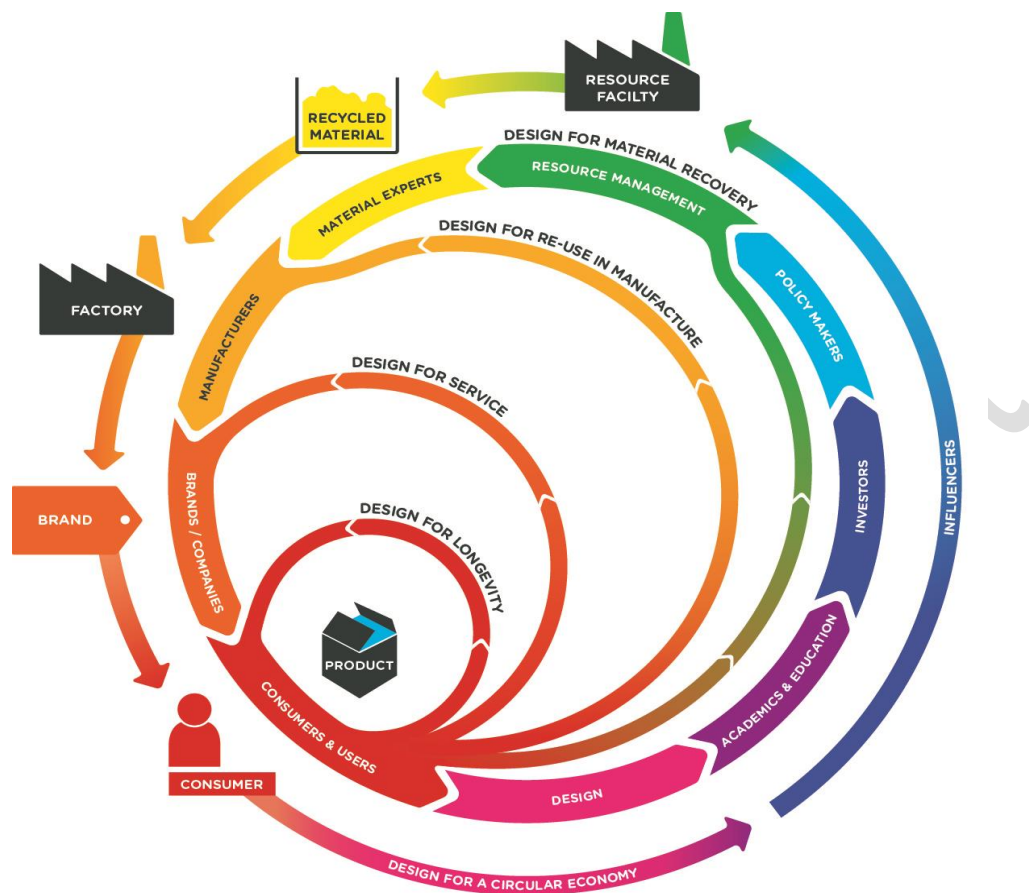 RESOURCE
FACILTY
RECYCLED
MATERIAL
DESIGN FOR MATERIAL RECOVERY
RESOURCE MANAGEMENT
MATERIAL EXPERTS
DESIGN FOR RE-USE IN MANUFACTURE
POLICY MAKERS
FACTORY
MANUFACTURERS
DESIGN FOR SERVICE
INFLUENCERS
INVESTORS
BRAND
BRANDS / COMPANIES
DESIGN FOR LONGEVITY
PRODUCT
CONSUMERS & USERS
ACADEMICS & EDUCATION
CONSUMER
DESIGN
DESIGN FOR A CIRCULAR ECONOMY